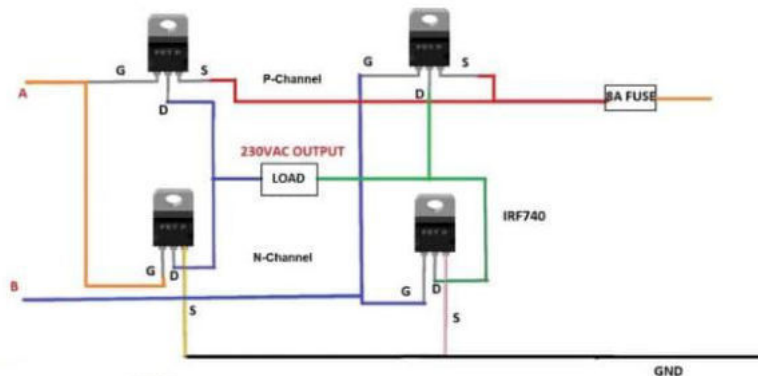 G
S
P-Channel
G
S
A
D
D
8A FUSE
230VAC OUTPUT
LOAD
IRF740
N-Channel
G
D
B
G
D
S
S
GND